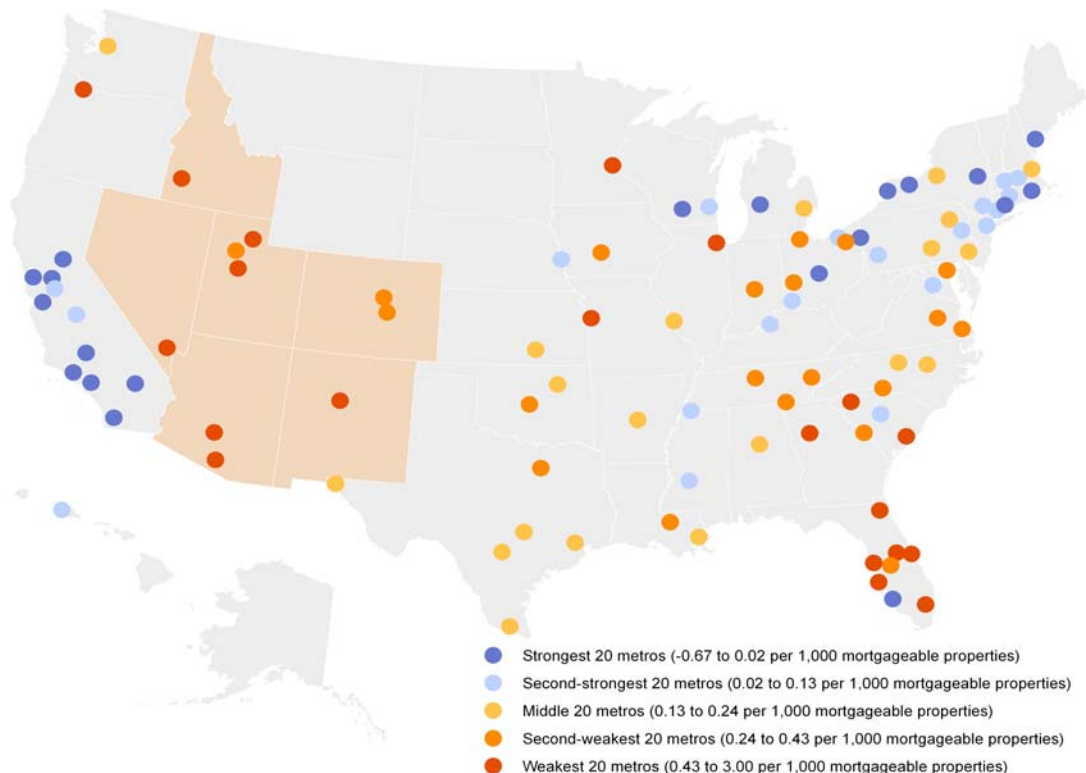 Strongest 20 metros (-0.67 to 0.02 per 1,000 mortgageable properties)
Second-strongest 20 metros (0.02 to 0.13 per 1,000 mortgageable properties)
Middle 20 metros (0.13 to 0.24 per 1,000 mortgageable properties)
Second-weakest 20 metros (0.24 to 0.43 per 1,000 mortgageable properties)
Weakest 20 metros (0.43 to 3.00 per 1,000 mortgageable properties)